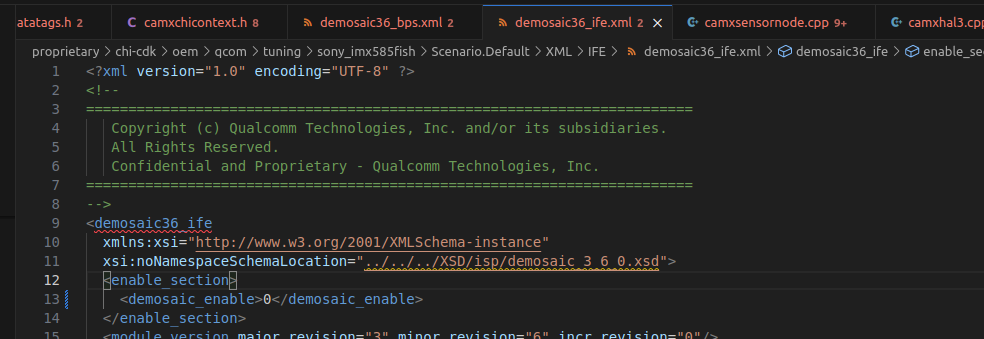 atatags.h 2 C camxchicontext.h 8 demosaic36_bps.xml 2 demosaic36_ife.xml 2 × camxsensornode.cpp 9+ camxhal3.cpp
proprietary > chi-cdk > oem > qcom > tuning > sony_imx585fish > Scenario.Default > XML > IFE > demosaic36_ife.xml > demosaic36_ife > enable_se
1 <?xml version="1.0" encoding="UTF-8" ?>
2 <!--
3 ========================================================================
4 Copyright (c) Qualcomm Technologies, Inc. and/or its subsidiaries.
5 All Rights Reserved.
6 Confidential and Proprietary - Qualcomm Technologies, Inc.
7 ========================================================================
8 -->
9 <demosaic36_ife
10 xmlns:xsi="http://www.w3.org/2001/XMLSchema-instance"
11 xsi:noNamespaceSchemaLocation="../../../XSD/isp/demosaic_3_6_0.xsd">
12 <enable_section>
13 <demosaic_enable>0</demosaic_enable>
14 </enable_section>
15 <module_version major_revision="3" minor_revision="6" incr_revision="0"/>